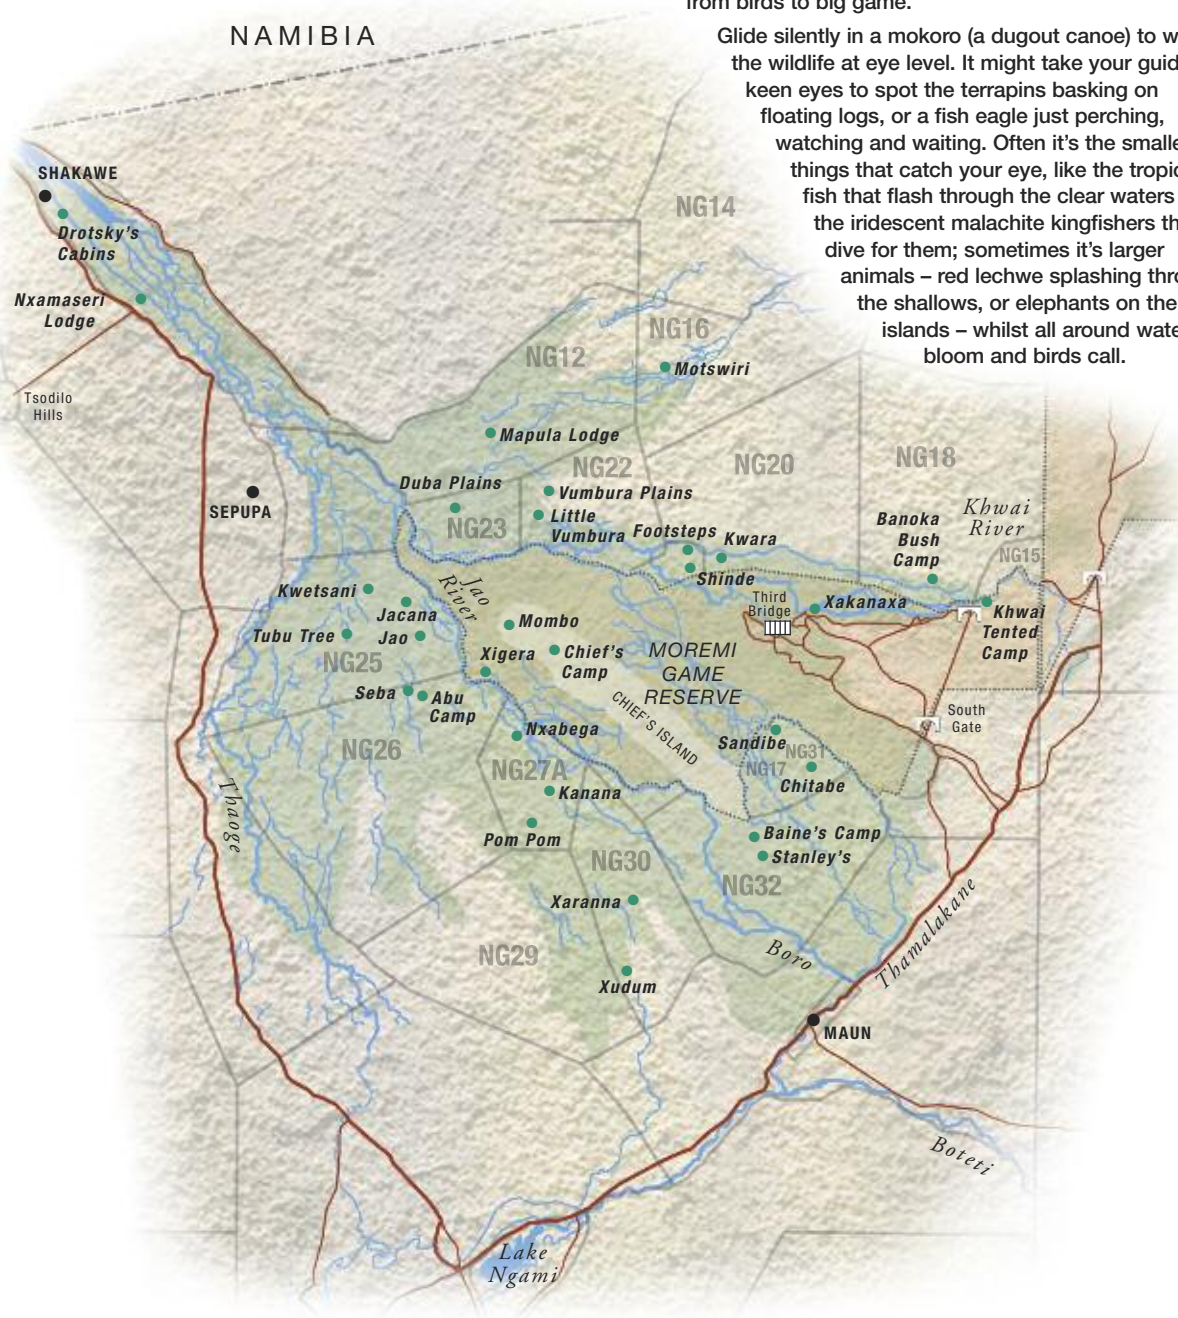 from birds to big game.
Glide silently in a mokoro (a dugout canoe) to w
the wildlife at eye level. It might take your guid
keen eyes to spot the terrapins basking on
floating logs, or a fish eagle just perching,
watching and waiting. Often it's the smalle
things that catch your eye, like the tropic
fish that flash through the clear waters
the iridescent malachite kingfishers th
dive for them; sometimes it's larger
animals – red lechwe splashing thro
the shallows, or elephants on the
islands – whilst all around wate
bloom and birds call.
NAMIBIA
SHAKAWE
Drotsky's
Cabins
Nxamaseri
Lodge
Tsodilo
Hills
SEPUPA
NG14
NG16
NG12
Motswiri
Mapula Lodge
NG22
NG20
NG18
Duba Plains
NG23
Vumbura Plains
Little
Vumbura
Footsteps
Kwara
Shinde
Banoka
Bush
Camp
Khwai
River
NG15
Kwetsani
Jacana
Tubu Tree
Jao
NG25
Jao
River
Mombo
Xigera
Chief's
Camp
MOREMI
GAME
RESERVE
CHIEF'S ISLAND
Third
Bridge
Xakanaxa
Khwai
Tented
Camp
South
Gate
Seba
Abu
Camp
NG26
Nxabega
NG27A
Kanana
Pom Pom
Sandibe
NG31
NG17
Chitabe
Baine's Camp
Stanley's
NG32
NG30
Xaranna
NG29
Xudum
Thaoge
Boro
Thamalakane
MAUN
Boteti
Lake
Ngami